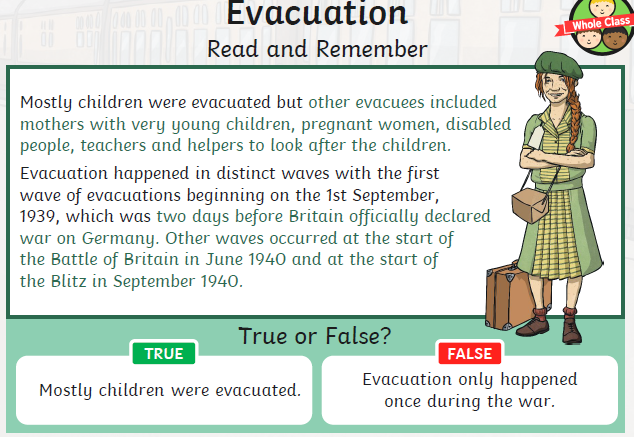 Evacuation
Whole Class
Read and Remember
Mostly children were evacuated but other evacuees included
mothers with very young children, pregnant women, disabled
people, teachers and helpers to look after the children.
Evacuation happened in distinct waves with the first
wave of evacuations beginning on the 1st September,
1939, which was two days before Britain officially declared
war on Germany. Other waves occurred at the start of
the Battle of Britain in June 1940 and at the start of
the Blitz in September 1940.
True or False?
TRUE
Mostly children were evacuated.
FALSE
Evacuation only happened
once during the war.